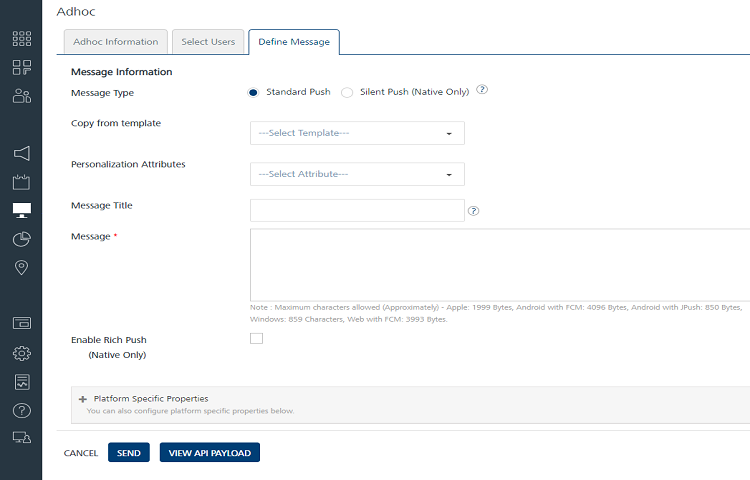 Adhoc
Adhoc Information
Select Users
Define Message
Message Information
Message Type
Standard Push
Silent Push (Native Only)
?
Copy from template
---Select Template---
Personalization Attributes
---Select Attribute---
Message Title
?
Message *
Note : Maximum characters allowed (Approximately) - Apple: 1999 Bytes, Android with FCM: 4096 Bytes, Android with JPush: 850 Bytes,
Windows: 859 Characters, Web with FCM: 3993 Bytes.
Enable Rich Push
(Native Only)
+ Platform Specific Properties
You can also configure platform specific properties below.
CANCEL
SEND
VIEW API PAYLOAD